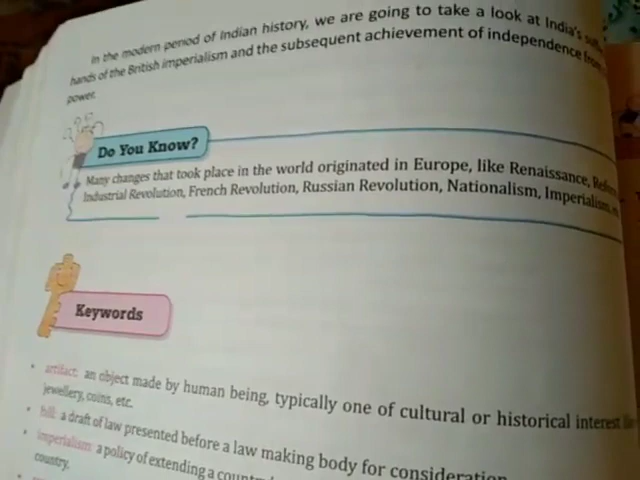 In the modern period of Indian history, we are going to take a look at India's
hands of the British imperialism and the subsequent achievement of independence from
power.
Do You Know?
Many changes that took place in the world originated in Europe, like Renaissance,
Industrial Revolution, French Revolution, Russian Revolution, Nationalism, Imperialism,
Keywords
• artifact: an object made by human being, typically one of cultural or historical interest
jewellery, coins, etc.
• bill: a draft of law presented before a law making body for consideration
• imperialism: a policy of extending a
country.